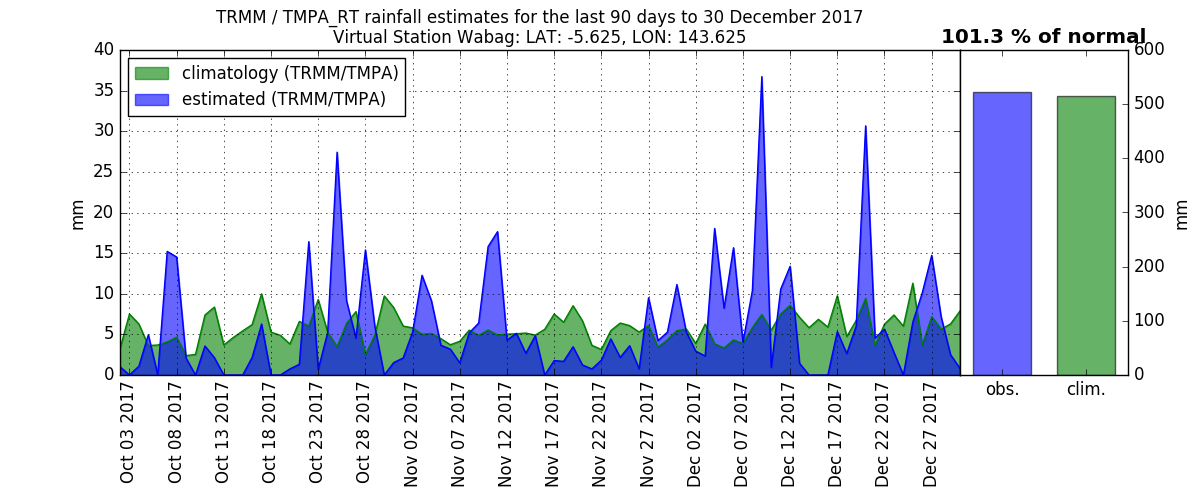 TRMM / TMPA_RT rainfall estimates for the last 90 days to 30 December 2017
Virtual Station Wabag: LAT: -5.625, LON: 143.625
101.3 % of normal
climatology (TRMM/TMPA)
estimated (TRMM/TMPA)
40
35
30
25
20
15
10
5
0
mm
600
500
400
300
200
100
0
mm
Oct 03 2017
Oct 08 2017
Oct 13 2017
Oct 18 2017
Oct 23 2017
Oct 28 2017
Nov 02 2017
Nov 07 2017
Nov 12 2017
Nov 17 2017
Nov 22 2017
Nov 27 2017
Dec 02 2017
Dec 07 2017
Dec 12 2017
Dec 17 2017
Dec 22 2017
Dec 27 2017
obs.
clim.